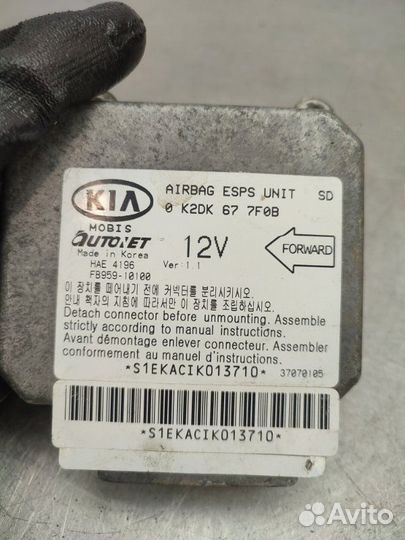 KIA
AIRBAG ESPS UNIT SD
0 K2DK 67 7F0B
MOBIS
AUTONET
Made in Korea
HAE 4196
FB959-10100
12V
Ver:1.1
FORWARD
이 장치를 떼어내기 전에 커넥터를 분리시키시오.
안내 책자의 지침에 따라서만 이 장치를 조립하십시오.
Detach connector before unmounting. Assemble
strictly according to manual instructions.
Avant démontage enlever connecteur. Assembler
conformement au manuel d'instructions.
*S1EKACIK013710*
37070105
*S1EKACIK013710*
Avito